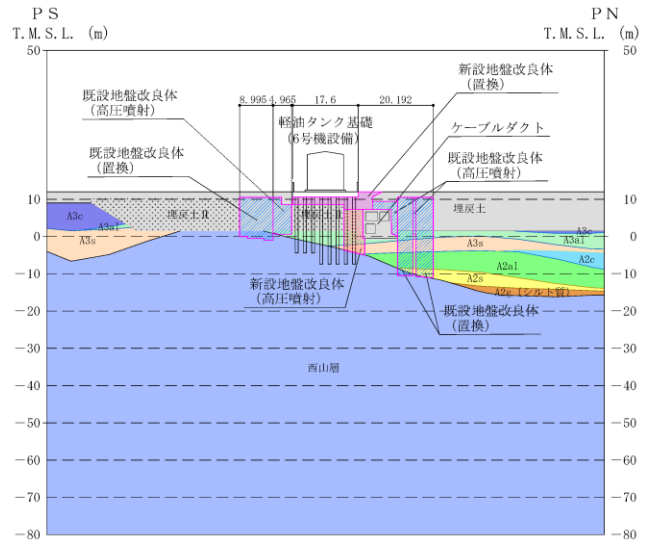 PS
PN
T.M.S.L. (m)
T.M.S.L. (m)
50
50
新設地盤改良体
(置換)
既設地盤改良体
(高圧噴射)
8.995
4.965
17.6
20.192
軽油タンク基礎
(6号機設備)
ケーブルダクト
既設地盤改良体
(置換)
既設地盤改良体
(高圧噴射)
10
10
A3c
埋戻土Ⅱ
埋戻土Ⅱ
埋戻土
A3al
A3c
0
0
A3s
A3s
A3al
A2c
A2al
-10
-10
新設地盤改良体
(高圧噴射)
A2s
A2g (シルト質)
既設地盤改良体
(置換)
-20
-20
-30
-30
西山層
-40
-40
-50
-50
-60
-60
-70
-70
-80
-80